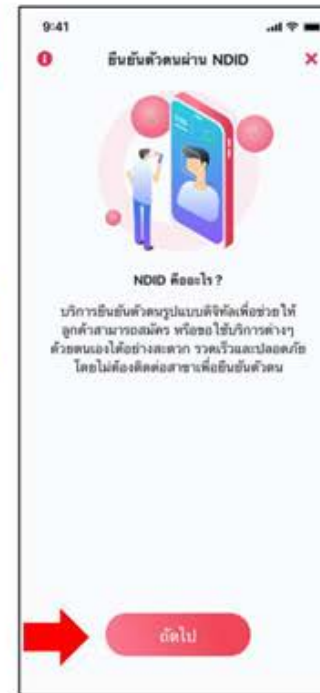 9:41
ยืนยันตัวตนผ่าน NDID
NDID คืออะไร ?
บริการยืนยันตัวตนรูปแบบดิจิทัลเพื่อช่วยให้
ลูกค้าสามารถสมัคร หรือขอใช้บริการต่างๆ
ด้วยตนเองได้อย่างสะดวก รวดเร็วและปลอดภัย
โดยไม่ต้องติดต่อสาขาเพื่อยืนยันตัวตน
ถัดไป